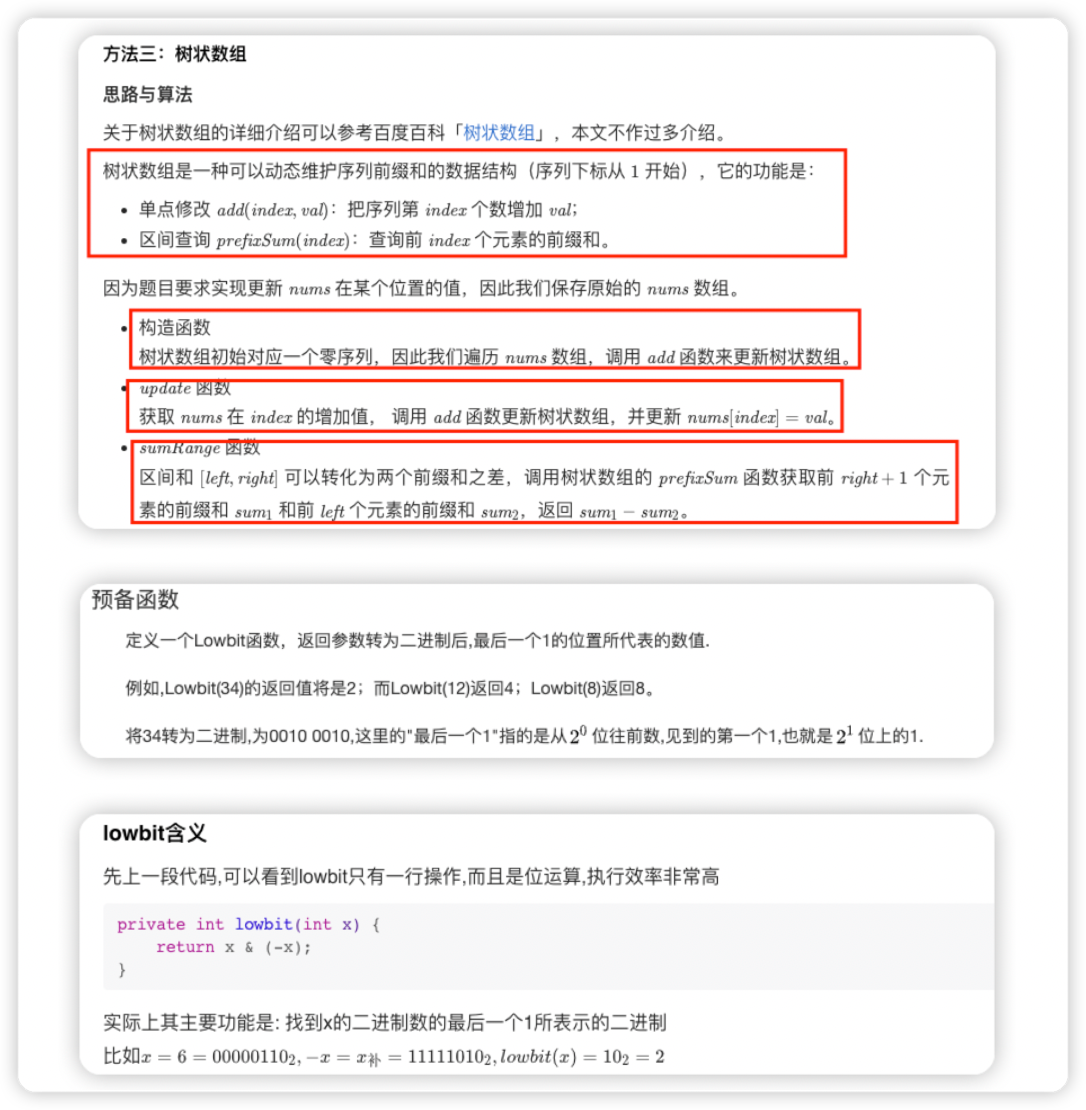 方法三：树状数组
思路与算法
关于树状数组的详细介绍可以参考百度百科「树状数组」，本文不作过多介绍。
树状数组是一种可以动态维护序列前缀和的数据结构（序列下标从 1 开始），它的功能是：
• 单点修改 add(index, val)：把序列第 index 个数增加 val；
• 区间查询 prefixSum(index)：查询前 index 个元素的前缀和。
因为题目要求实现更新 nums 在某个位置的值，因此我们保存原始的 nums 数组。
• 构造函数
树状数组初始对应一个零序列，因此我们遍历 nums 数组，调用 add 函数来更新树状数组。
• update 函数
获取 nums 在 index 的增加值， 调用 add 函数更新树状数组，并更新 nums[index] = val。
• sumRange 函数
区间和 [left, right] 可以转化为两个前缀和之差，调用树状数组的 prefixSum 函数获取前 right + 1 个元
素的前缀和 sum₁ 和前 left 个元素的前缀和 sum₂，返回 sum₁ − sum₂。
预备函数
定义一个Lowbit函数，返回参数转为二进制后,最后一个1的位置所代表的数值.
例如,Lowbit(34)的返回值将是2；而Lowbit(12)返回4；Lowbit(8)返回8。
将34转为二进制,为0010 0010,这里的"最后一个1"指的是从2⁰ 位往前数,见到的第一个1,也就是 2¹ 位上的1.
lowbit含义
先上一段代码,可以看到lowbit只有一行操作,而且是位运算,执行效率非常高
private int lowbit(int x) {
return x & (-x);
}
实际上其主要功能是: 找到x的二进制数的最后一个1所表示的二进制
比如x = 6 = 00000110₂, −x = x补 = 11111010₂, lowbit(x) = 10₂ = 2